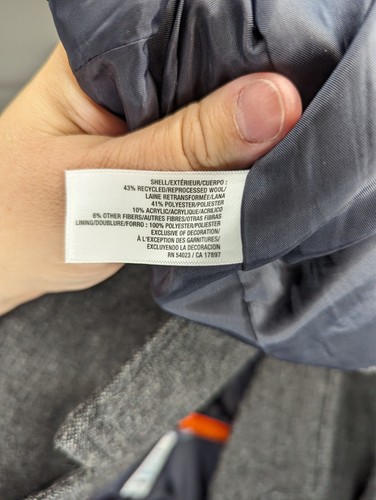 SHELL/EXTÉRIEUR/CUERPO :
43% RECYCLED/REPROCESSED WOOL/
LAINE RETRANSFORMÉE/LANA
41% POLYESTER/POLIESTER
10% ACRYLIC/ACRYLIQUE/ACRILICO
6% OTHER FIBERS/AUTRES FIBRES/OTRAS FIBRAS
LINING/DOUBLURE/FORRO : 100% POLYESTER/POLIESTER
EXCLUSIVE OF DECORATION/
À L'EXCEPTION DES GARNITURES/
EXCLUYENDO LA DECORACIÓN
RN 54023 / CA 17897